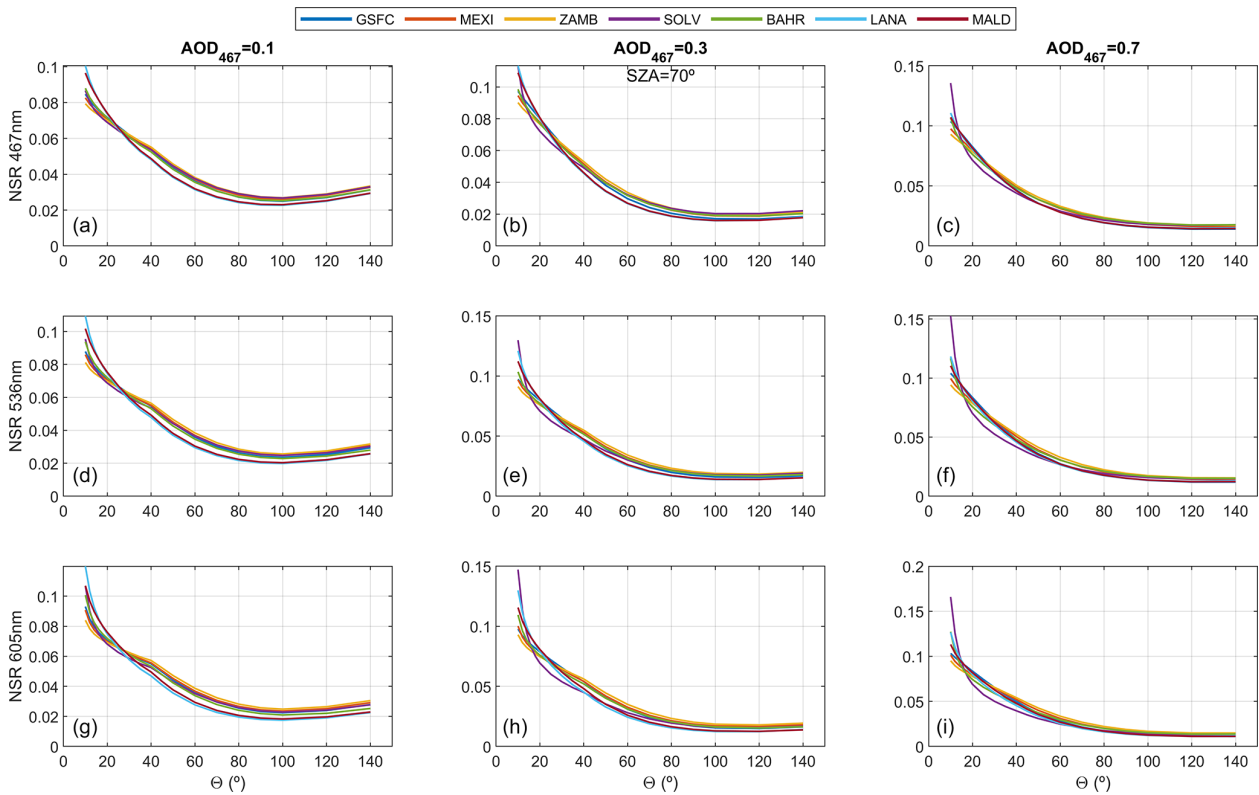 GSFC MEXI ZAMB SOLV BAHR LANA MALD
AOD467=0.1 AOD467=0.3 AOD467=0.7
SZA=70º
NSR 467nm
0.1
0.08
0.06
0.04
0.02
0
(a)
0 20 40 60 80 100 120 140
0.1
0.08
0.06
0.04
0.02
0
(b)
0 20 40 60 80 100 120 140
0.15
0.1
0.05
0
(c)
0 20 40 60 80 100 120 140
NSR 536nm
0.1
0.08
0.06
0.04
0.02
0
(d)
0 20 40 60 80 100 120 140
0.15
0.1
0.05
0
(e)
0 20 40 60 80 100 120 140
0.15
0.1
0.05
0
(f)
0 20 40 60 80 100 120 140
NSR 605nm
0.1
0.08
0.06
0.04
0.02
0
(g)
0 20 40 60 80 100 120 140
Θ (º)
0.15
0.1
0.05
0
(h)
0 20 40 60 80 100 120 140
Θ (º)
0.2
0.15
0.1
0.05
0
(i)
0 20 40 60 80 100 120 140
Θ (º)